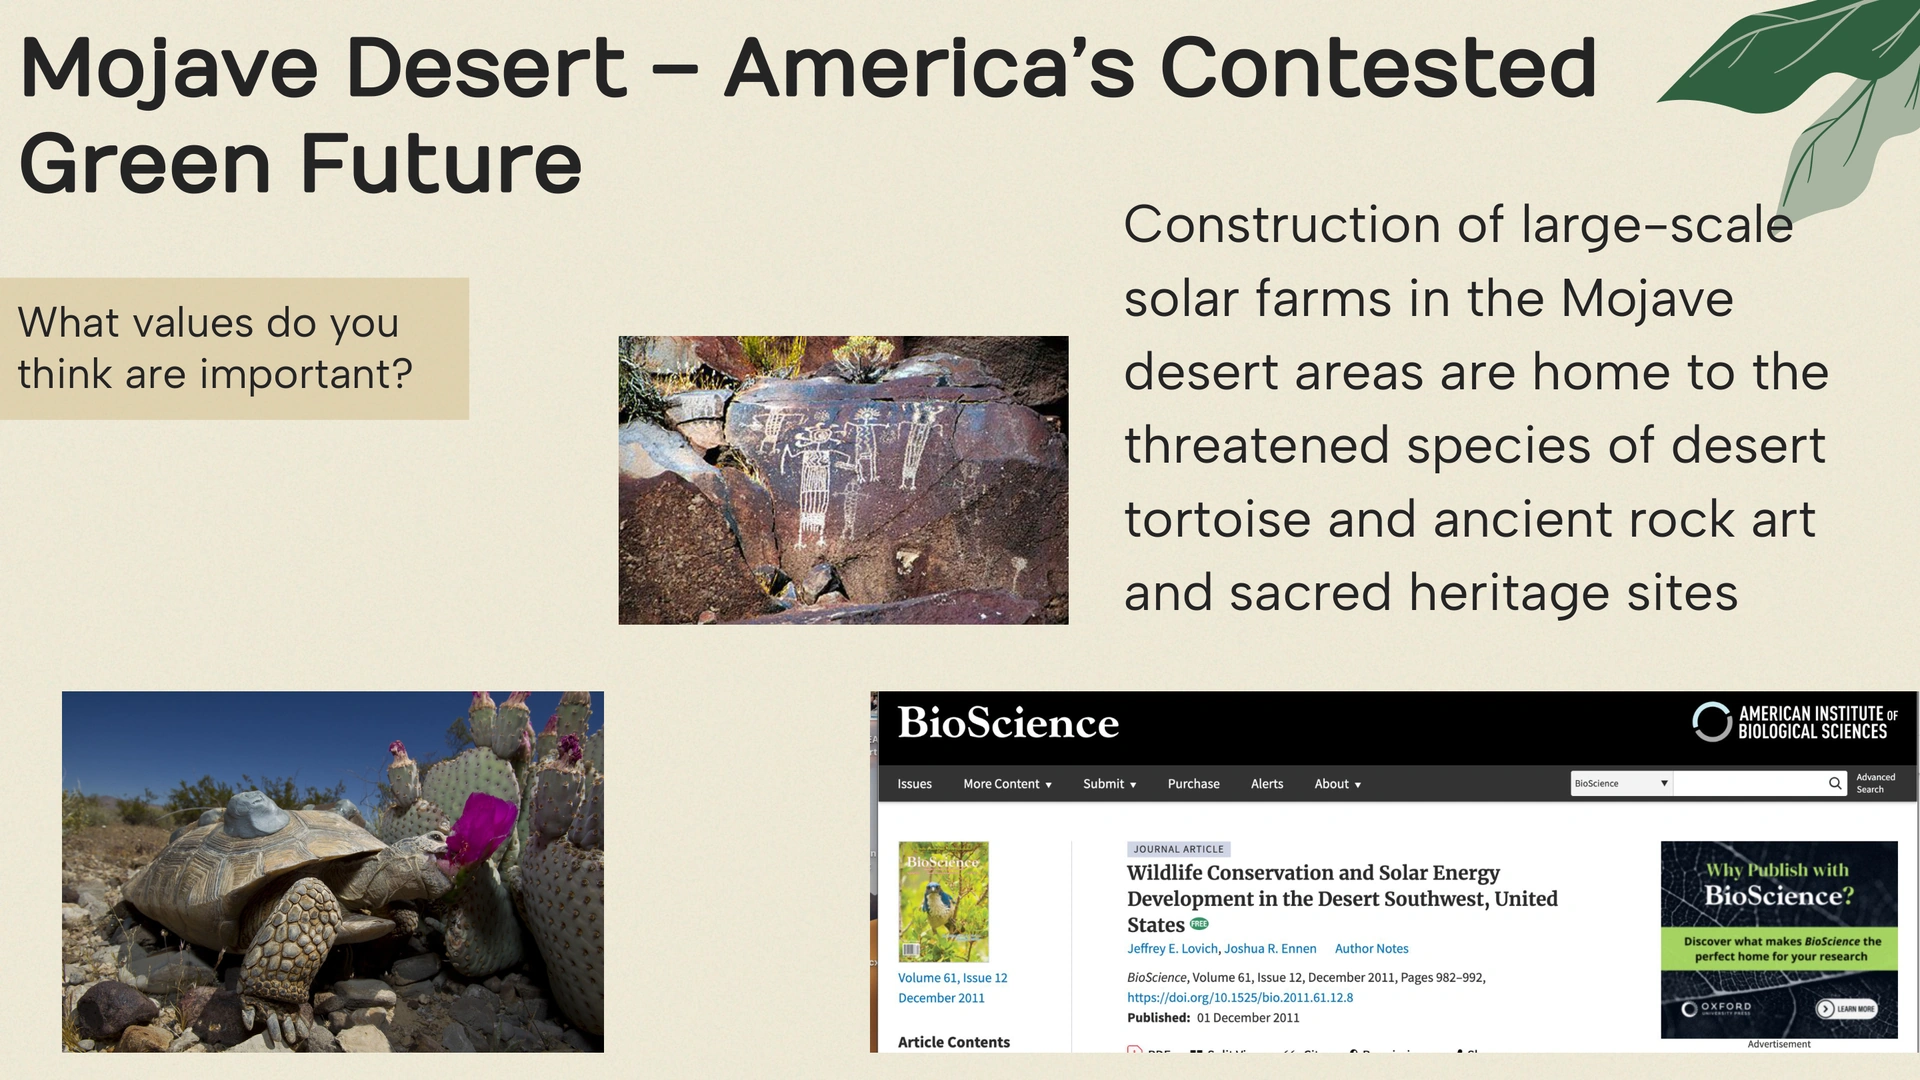 Mojave Desert – America’s Contested
Green Future
What values do you
think are important?
Construction of large-scale
solar farms in the Mojave
desert areas are home to the
threatened species of desert
tortoise and ancient rock art
and sacred heritage sites
BioScience
AMERICAN INSTITUTE OF
BIOLOGICAL SCIENCES
Issues More Content ▼ Submit ▼ Purchase Alerts About ▼
BioScience ▼
Advanced
Search
BioScience
Volume 61, Issue 12
December 2011
Article Contents
JOURNAL ARTICLE
Wildlife Conservation and Solar Energy
Development in the Desert Southwest, United
States FREE
Jeffrey E. Lovich, Joshua R. Ennen Author Notes
BioScience, Volume 61, Issue 12, December 2011, Pages 982–992,
https://doi.org/10.1525/bio.2011.61.12.8
Published: 01 December 2011
Why Publish with
BioScience?
Discover what makes BioScience the
perfect home for your research
OXFORD
UNIVERSITY PRESS
LEARN MORE
Advertisement